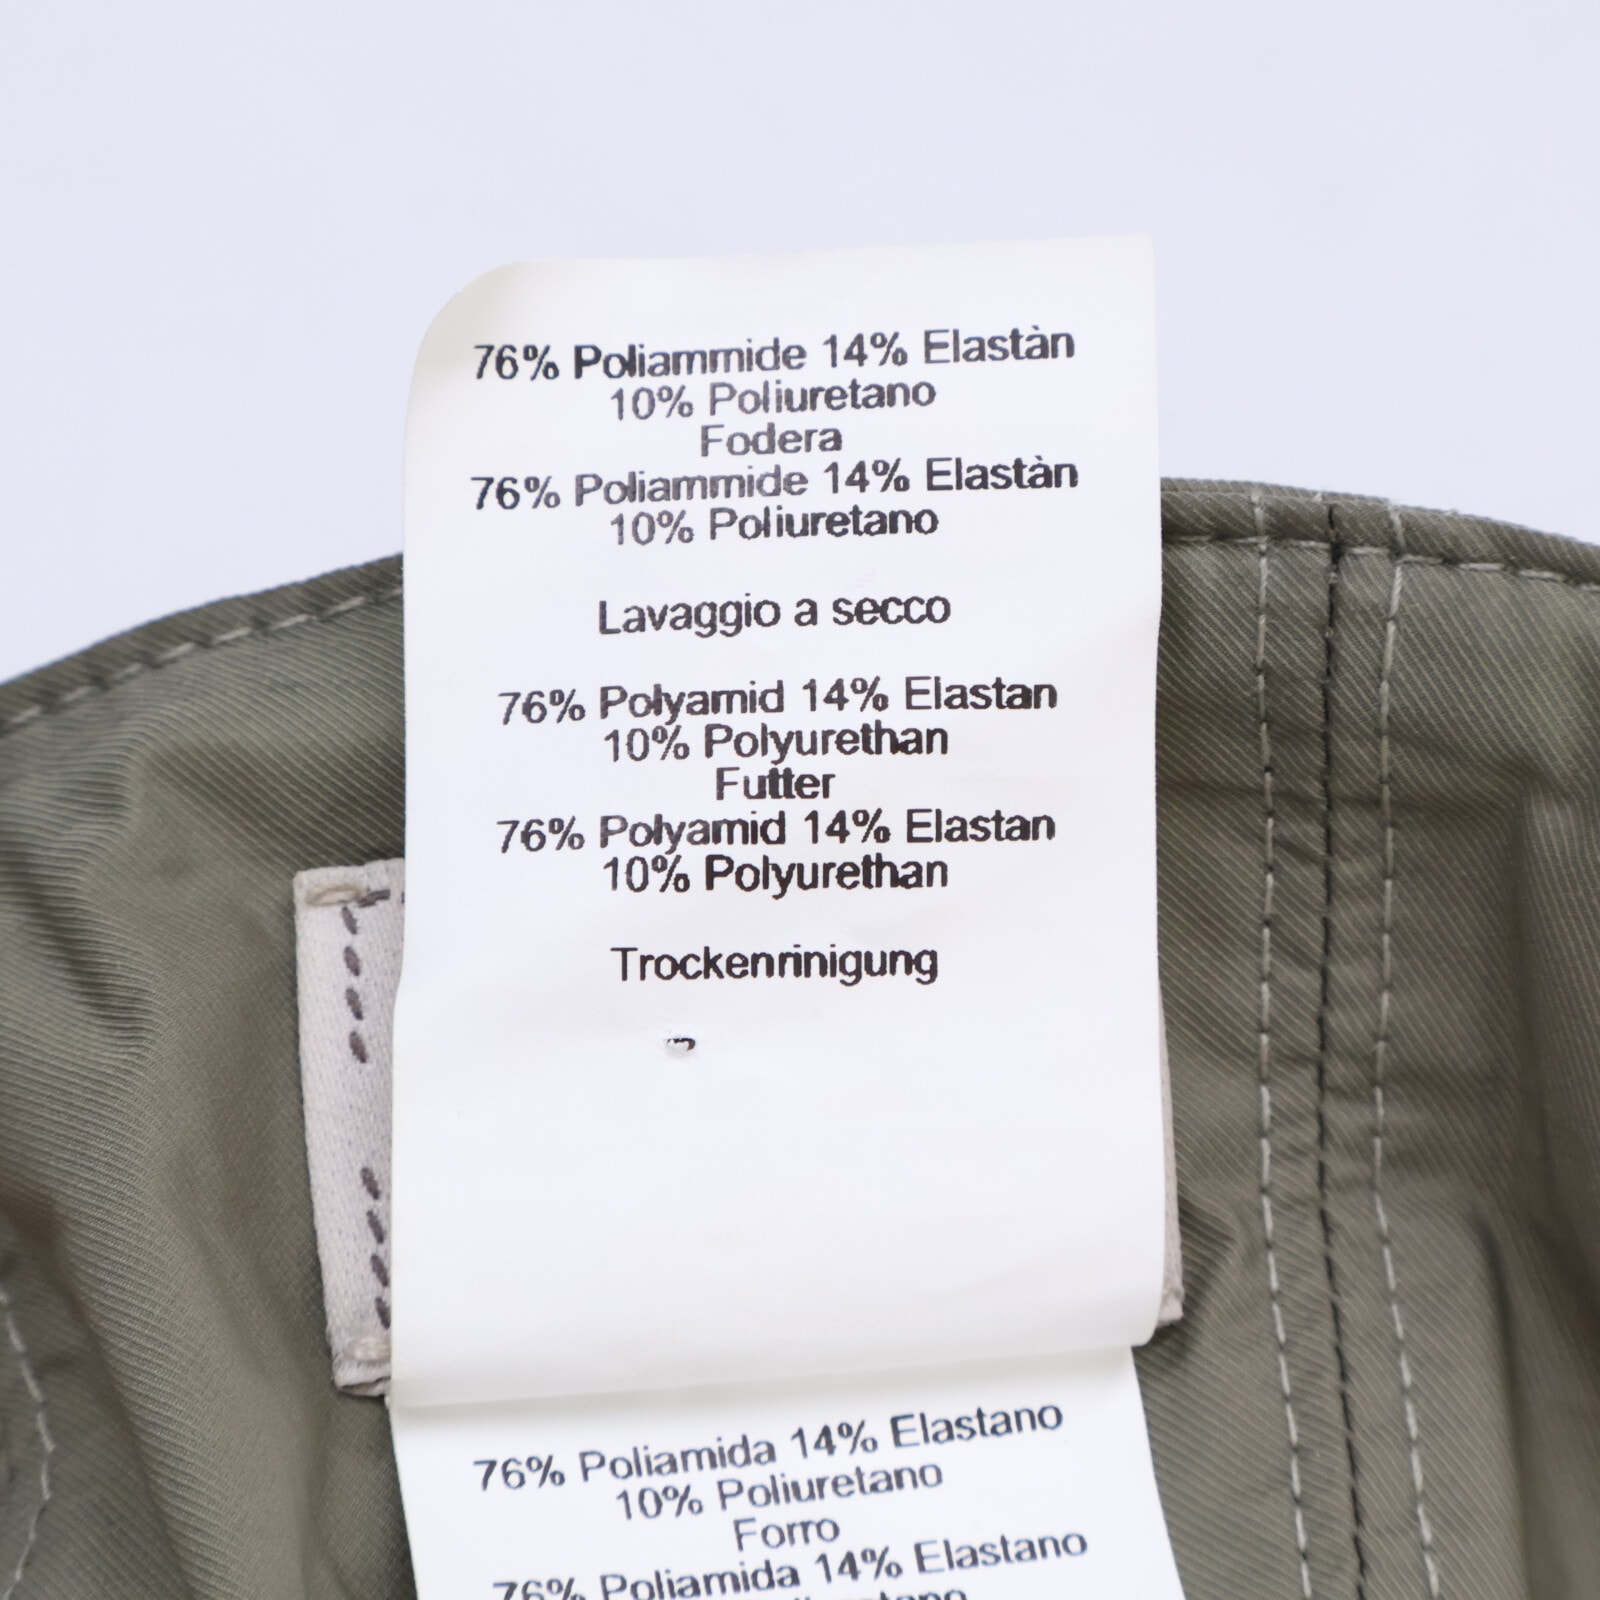 76% Poliammide 14% Elastàn
10% Poliuretano
Fodera
76% Poliammide 14% Elastàn
10% Poliuretano
Lavaggio a secco
76% Polyamid 14% Elastan
10% Polyurethan
Futter
76% Polyamid 14% Elastan
10% Polyurethan
Trockenrinigung
76% Poliamida 14% Elastano
10% Poliuretano
Forro
76% Poliamida 14% Elastano